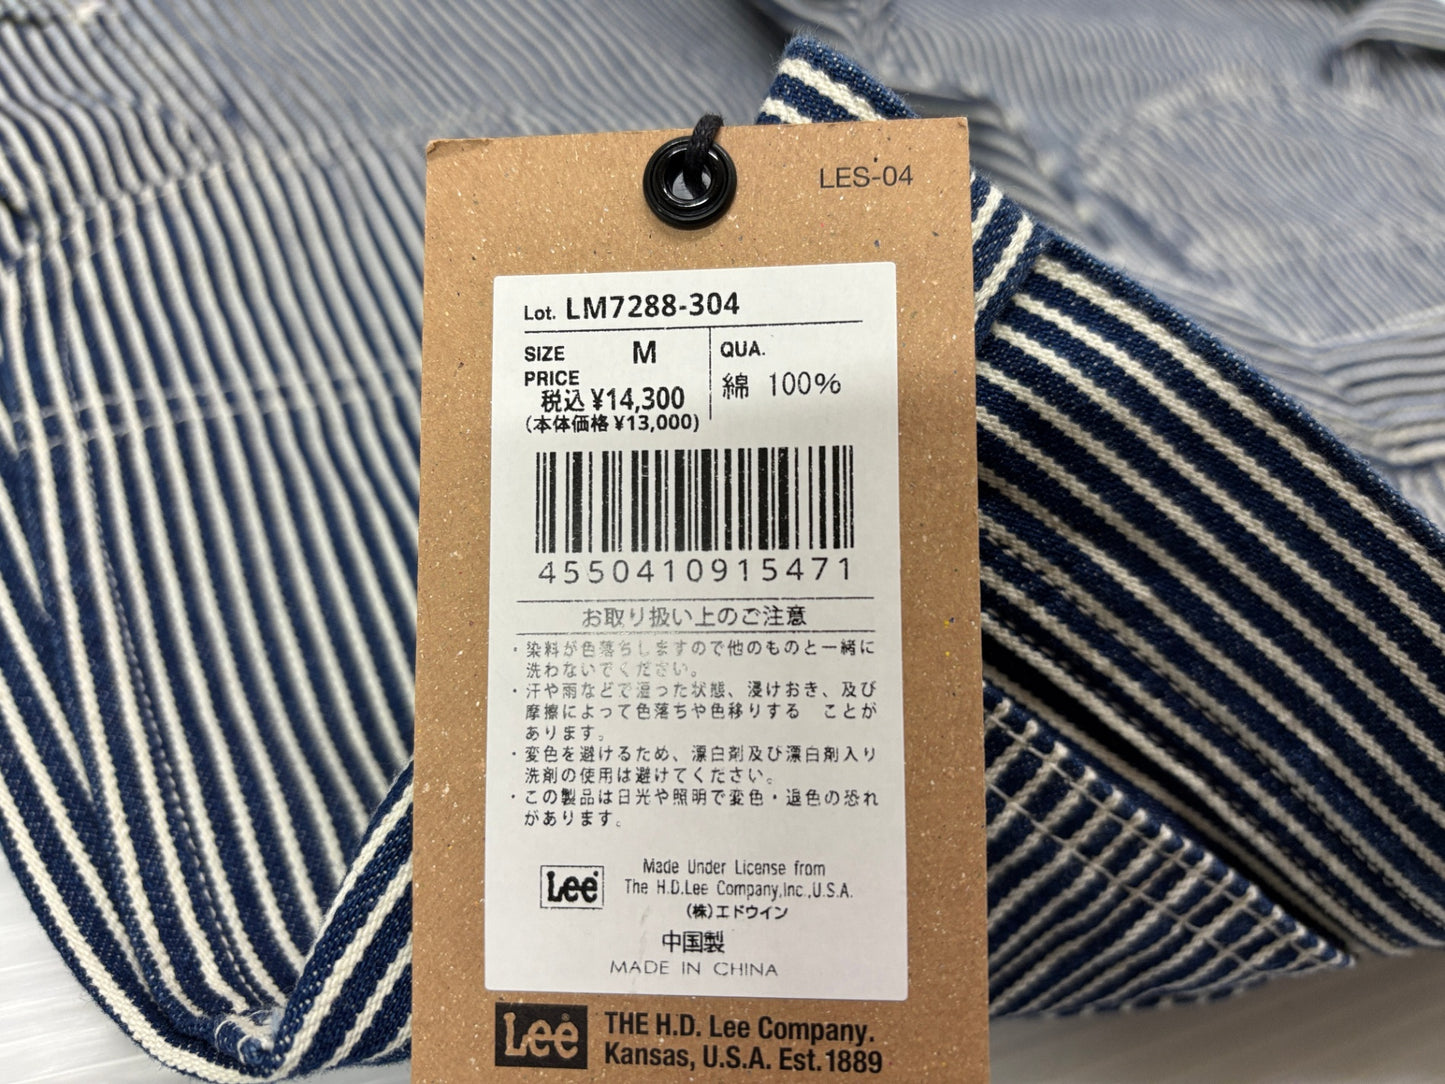 LES-04
Lot. LM7288-304
SIZE M
QUA.
綿 100%
PRICE
税込 ¥14,300
(本体価格 ¥13,000)
4550410915471
お取り扱い上のご注意
・染料が色落ちしますので他のものと一緒に
洗わないでください。
・汗や雨などで湿った状態、浸けおき、及び
摩擦によって色落ちや色移りする ことが
あります。
・変色を避けるため、漂白剤及び漂白剤入り
洗剤の使用は避けてください。
・この製品は日光や照明で変色・退色の恐れ
があります。
Lee
Made Under License from
The H.D.Lee Company,Inc.,U.S.A.
(株)エドウイン
中国製
MADE IN CHINA
Lee
THE H.D. Lee Company.
Kansas, U.S.A. Est.1889